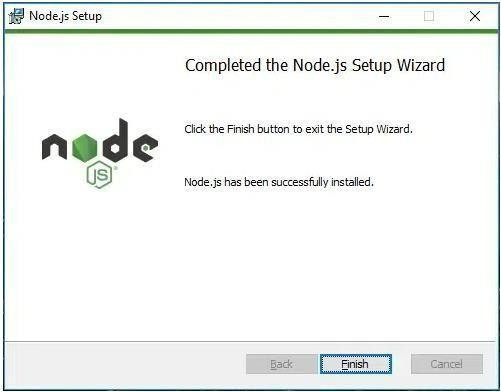 Node.js Setup
Completed the Node.js Setup Wizard
Click the Finish button to exit the Setup Wizard.
node
JS
Node.js has been successfully installed.
Back
Finish
Cancel